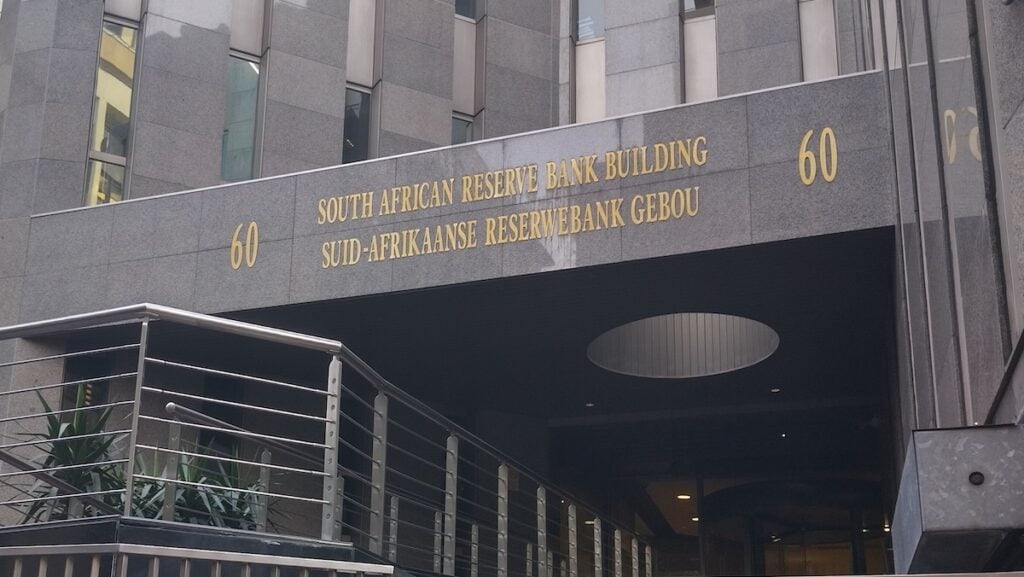 60
SOUTH AFRICAN RESERVE BANK BUILDING
SUID-AFRIKAANSE RESERWEBANK GEBOU
60